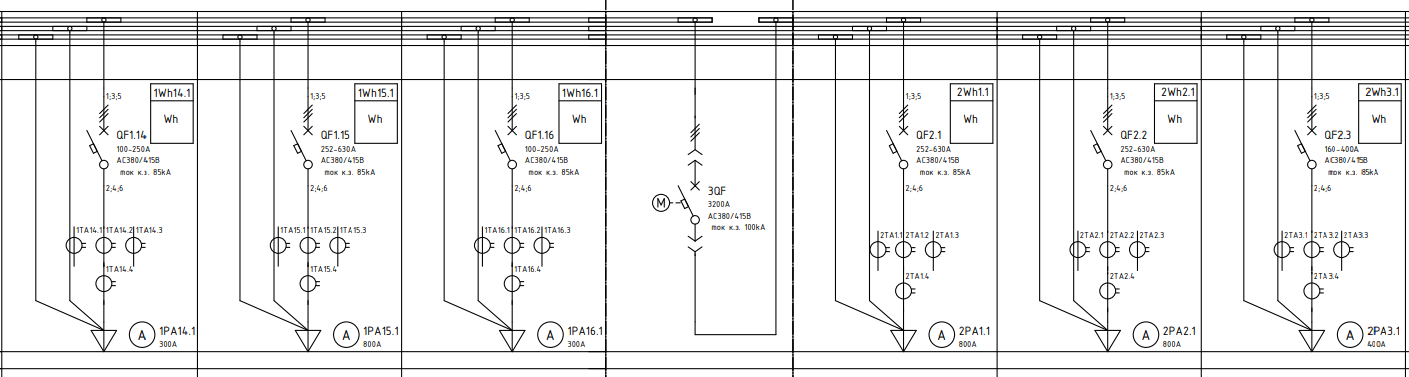 1;3;5
1Wh14.1
Wh
QF1.14
100-250A
AC380/415В
ток к.з. 85kA
2;4;6
1TA14.1
1TA14.2
1TA14.3
1TA14.4
A
1PA14.1
300A
1;3;5
1Wh15.1
Wh
QF1.15
252-630A
AC380/415В
ток к.з. 85kA
2;4;6
1TA15.1
1TA15.2
1TA15.3
1TA15.4
A
1PA15.1
800A
1;3;5
1Wh16.1
Wh
QF1.16
100-250A
AC380/415В
ток к.з. 85kA
2;4;6
1TA16.1
1TA16.2
1TA16.3
1TA16.4
A
1PA16.1
300A
M
3QF
3200A
AC380/415В
ток к.з. 100kA
1;3;5
2Wh1.1
Wh
QF2.1
252-630A
AC380/415В
ток к.з. 85kA
2;4;6
2TA1.1
2TA1.2
2TA1.3
2TA1.4
A
2PA1.1
800A
1;3;5
2Wh2.1
Wh
QF2.2
252-630A
AC380/415В
ток к.з. 85kA
2;4;6
2TA2.1
2TA2.2
2TA2.3
2TA2.4
A
2PA2.1
800A
1;3;5
2Wh3.1
Wh
QF2.3
160-400A
AC380/415В
ток к.з. 85kA
2;4;6
2TA3.1
2TA3.2
2TA3.3
2TA3.4
A
2PA3.1
400A